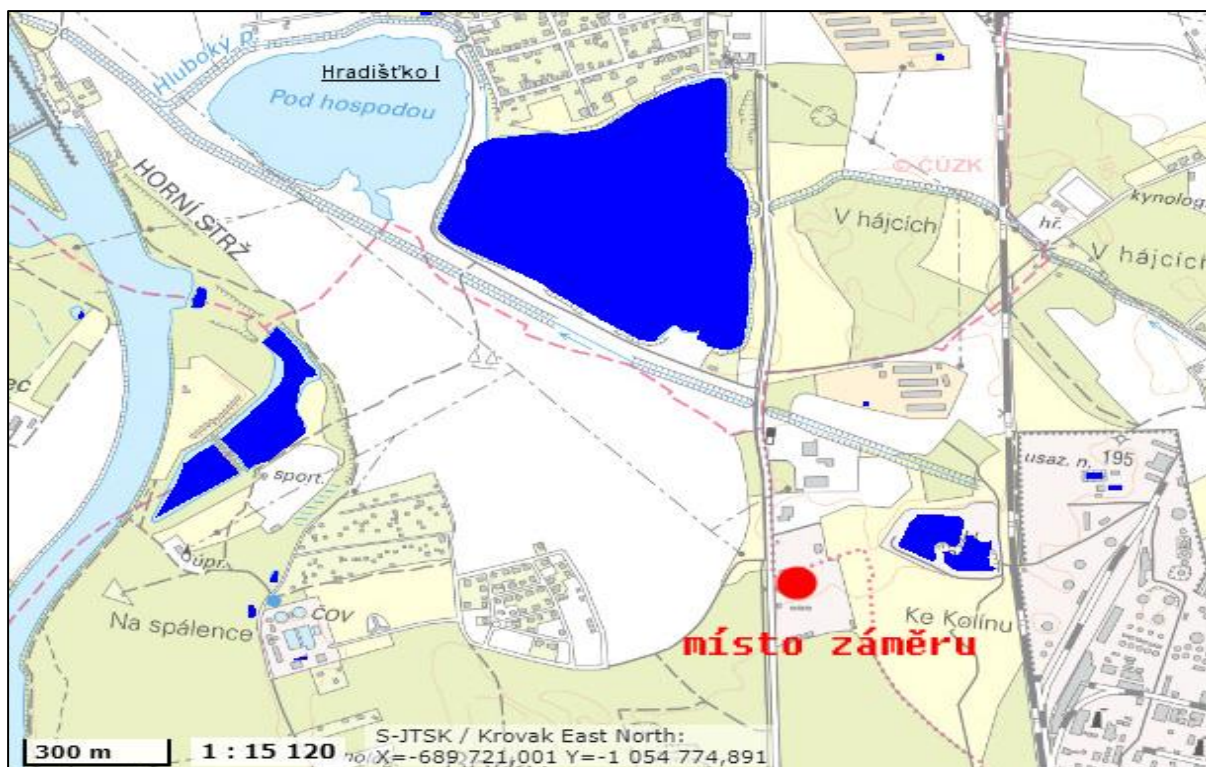 Hluboký p.
Hradišťko I
Pod hospodou
© ČÚZK
HORNÍ STRŽ
V hájcích
hř.
kynolog.
V hájcích
ec
sport.
usaz. n. 195
úpr.
Na spálence
ČOV
Ke Kolínu
místo záměru
300 m
1 : 15 120
S-JTSK / Krovak East North:
X=-689 721,001 Y=-1 054 774,891